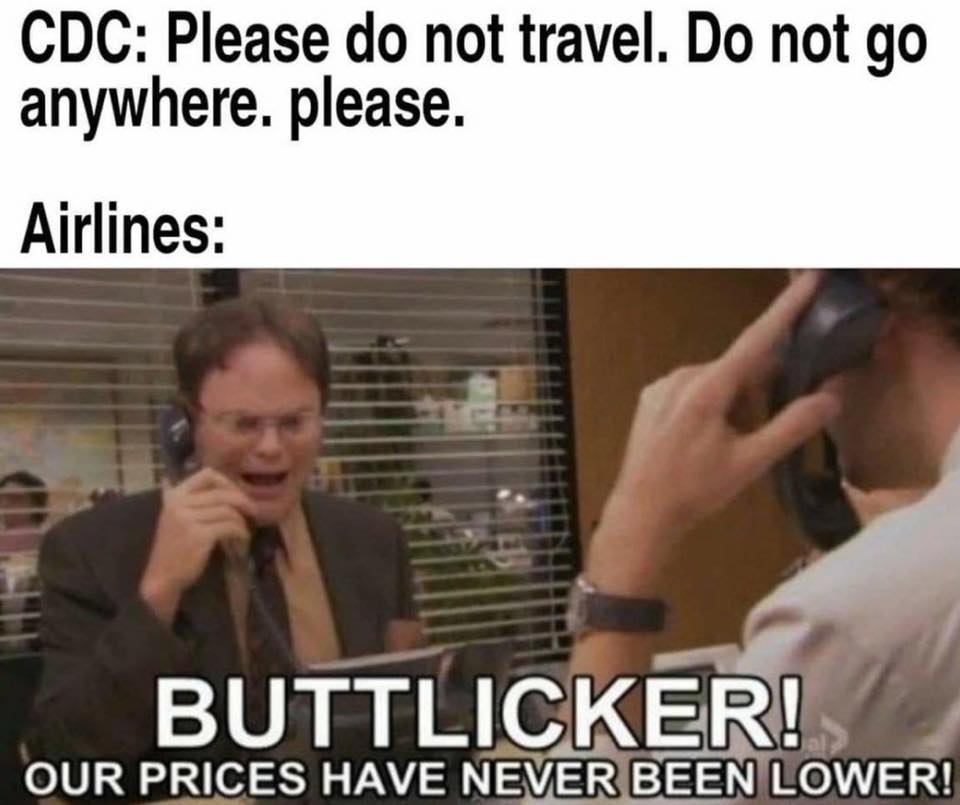 CDC: Please do not travel. Do not go
anywhere. please.
Airlines:
BUTTLICKER!
OUR PRICES HAVE NEVER BEEN LOWER!